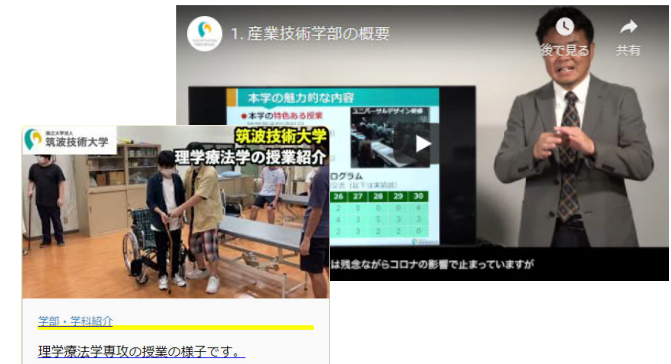 1. 産業技術学部の概要
後で見る
共有
本学の魅力的な内容
●本学の特色ある授業
ユニバーサルデザイン
ログラム
26 27 28 29 30
は残念ながらコロナの影響で止まっていますが
国立大学法人
筑波技術大学
筑波技術大学
理学療法学の授業紹介
学部・学科紹介
理学療法学専攻の授業の様子です。